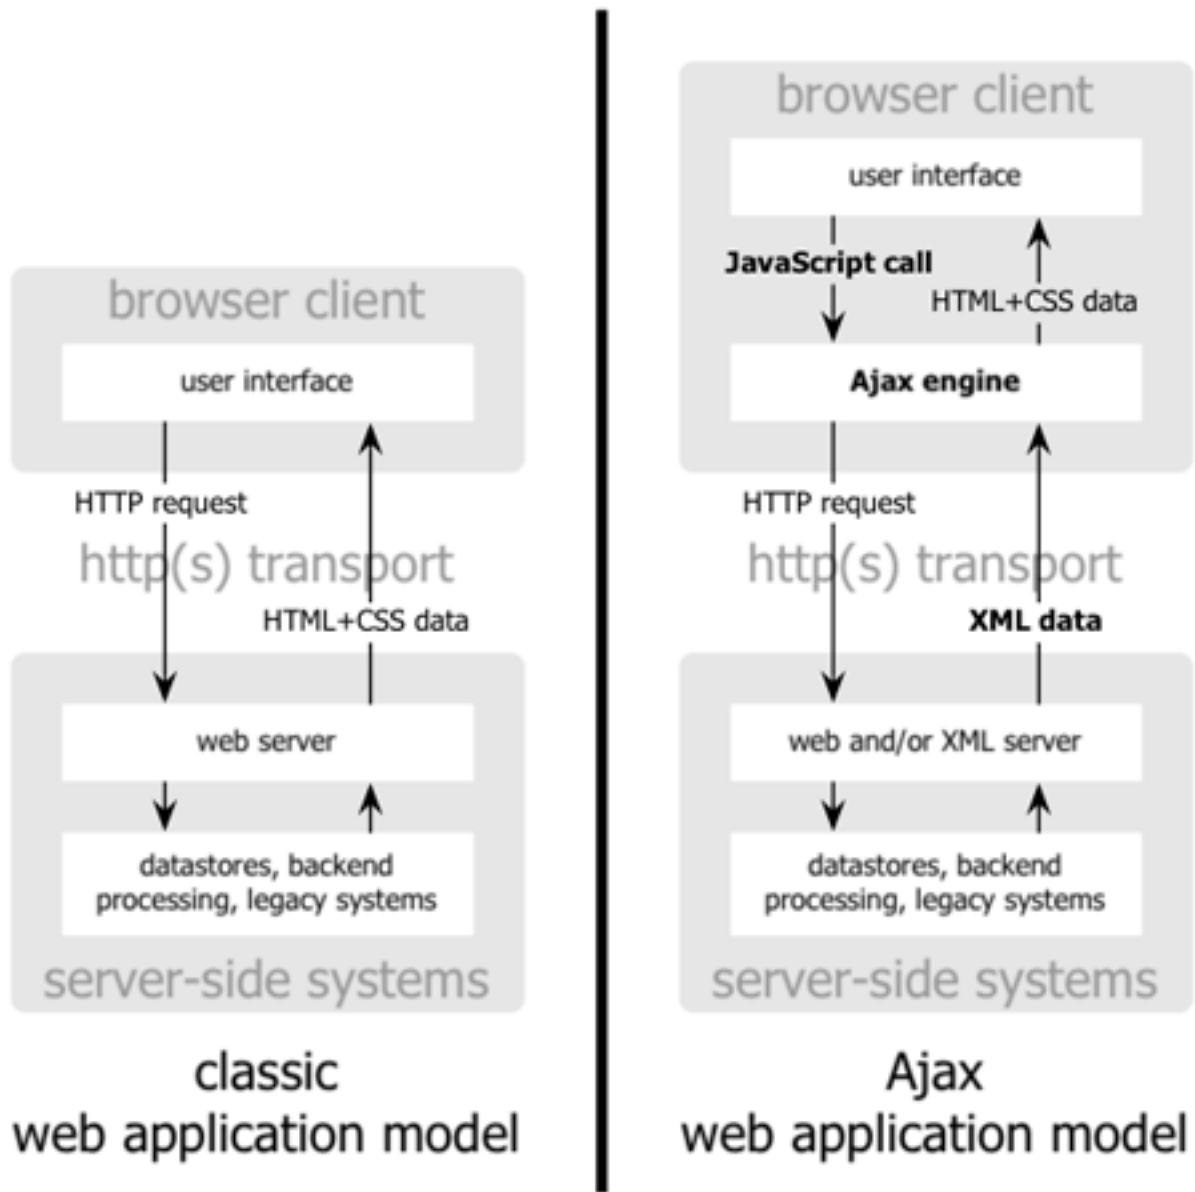 browser client
user interface
HTTP request
http(s) transport
HTML+CSS data
web server
datastores, backend
processing, legacy systems
server-side systems
classic
web application model
browser client
user interface
JavaScript call
HTML+CSS data
Ajax engine
HTTP request
http(s) transport
XML data
web and/or XML server
datastores, backend
processing, legacy systems
server-side systems
Ajax
web application model